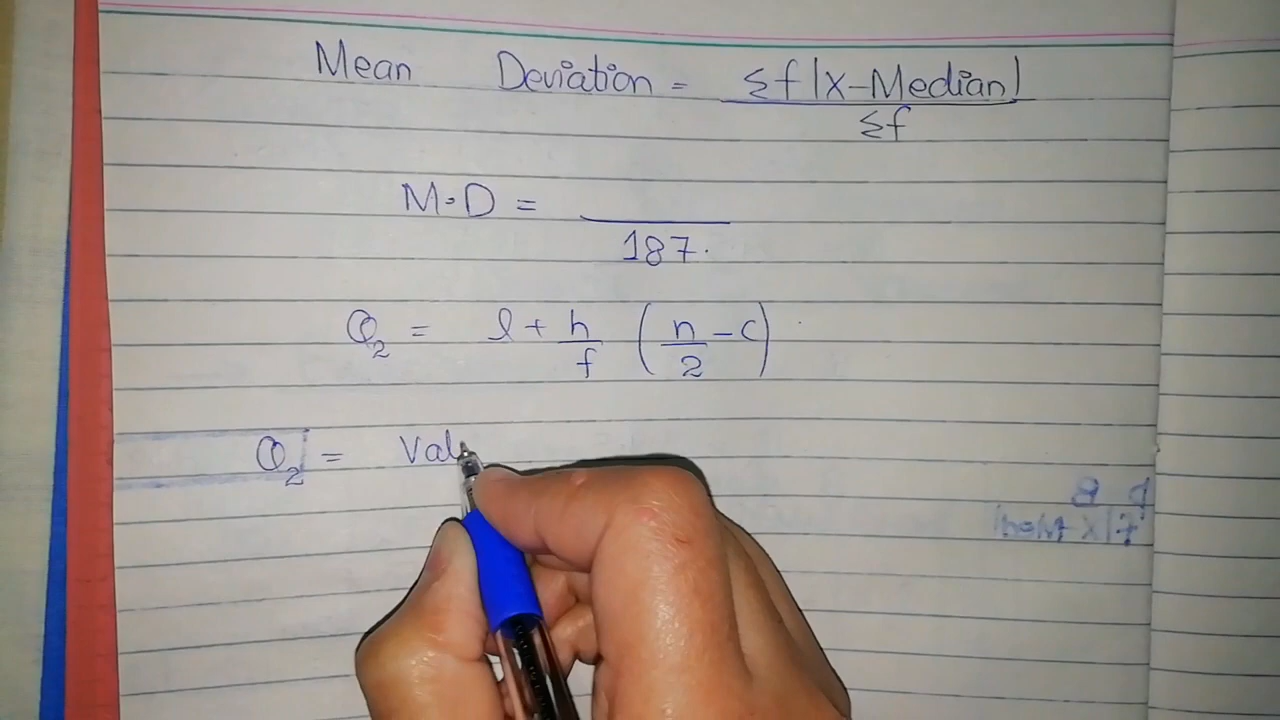 Mean Deviation = Σf|x-Median|
Σf
M.D =
187.
Q2 = l + h/f (n/2 - c)
Q2 = Val